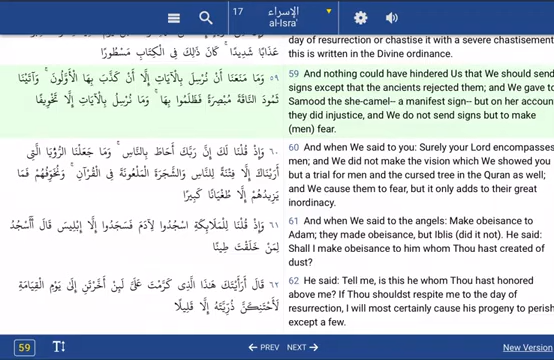 17
الإسراء
al-Isra'
عَذَابًا شَدِيدًا ۚ كَانَ ذَٰلِكَ فِي الْكِتَابِ مَسْطُورًا
day of resurrection or chastise it with a severe chastisement
this is written in the Divine ordinance.
٥٩ وَمَا مَنَعَنَا أَنْ نُرْسِلَ بِالْآيَاتِ إِلَّا أَنْ كَذَّبَ بِهَا الْأَوَّلُونَ ۚ وَآتَيْنَا
ثَمُودَ النَّاقَةَ مُبْصِرَةً فَظَلَمُوا بِهَا ۚ وَمَا نُرْسِلُ بِالْآيَاتِ إِلَّا تَخْوِيفًا
59 And nothing could have hindered Us that We should send
signs except that the ancients rejected them; and We gave to
Samood the she-camel-- a manifest sign-- but on her account
they did injustice, and We do not send signs but to make
(men) fear.
٦٠ وَإِذْ قُلْنَا لَكَ إِنَّ رَبَّكَ أَحَاطَ بِالنَّاسِ ۚ وَمَا جَعَلْنَا الرُّؤْيَا الَّتِي
أَرَيْنَاكَ إِلَّا فِتْنَةً لِلنَّاسِ وَالشَّجَرَةَ الْمَلْعُونَةَ فِي الْقُرْآنِ ۚ وَنُخَوِّفُهُمْ فَمَا
يَزِيدُهُمْ إِلَّا طُغْيَانًا كَبِيرًا
60 And when We said to you: Surely your Lord encompasses
men; and We did not make the vision which We showed you
but a trial for men and the cursed tree in the Quran as well;
and We cause them to fear, but it only adds to their great
inordinacy.
٦١ وَإِذْ قُلْنَا لِلْمَلَائِكَةِ اسْجُدُوا لِآدَمَ فَسَجَدُوا إِلَّا إِبْلِيسَ قَالَ أَأَسْجُدُ
لِمَنْ خَلَقْتَ طِينًا
61 And when We said to the angels: Make obeisance to
Adam; they made obeisance, but Iblis (did it not). He said:
Shall I make obeisance to him whom Thou hast created of
dust?
٦٢ قَالَ أَرَأَيْتَكَ هَٰذَا الَّذِي كَرَّمْتَ عَلَيَّ لَئِنْ أَخَّرْتَنِ إِلَىٰ يَوْمِ الْقِيَامَةِ
لَأَحْتَنِكَنَّ ذُرِّيَّتَهُ إِلَّا قَلِيلًا
62 He said: Tell me, is this he whom Thou hast honored
above me? If Thou shouldst respite me to the day of
resurrection, I will most certainly cause his progeny to perish
except a few.
59
T
PREV NEXT
New Version